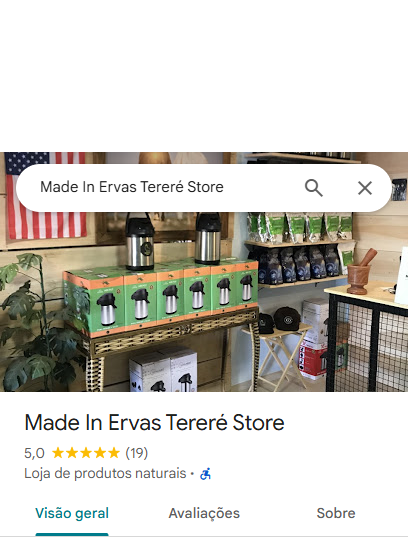 Made In Ervas Tereré Store
Made In Ervas Tereré Store
5,0 ★★★★★ (19)
Loja de produtos naturais •
Visão geral Avaliações Sobre